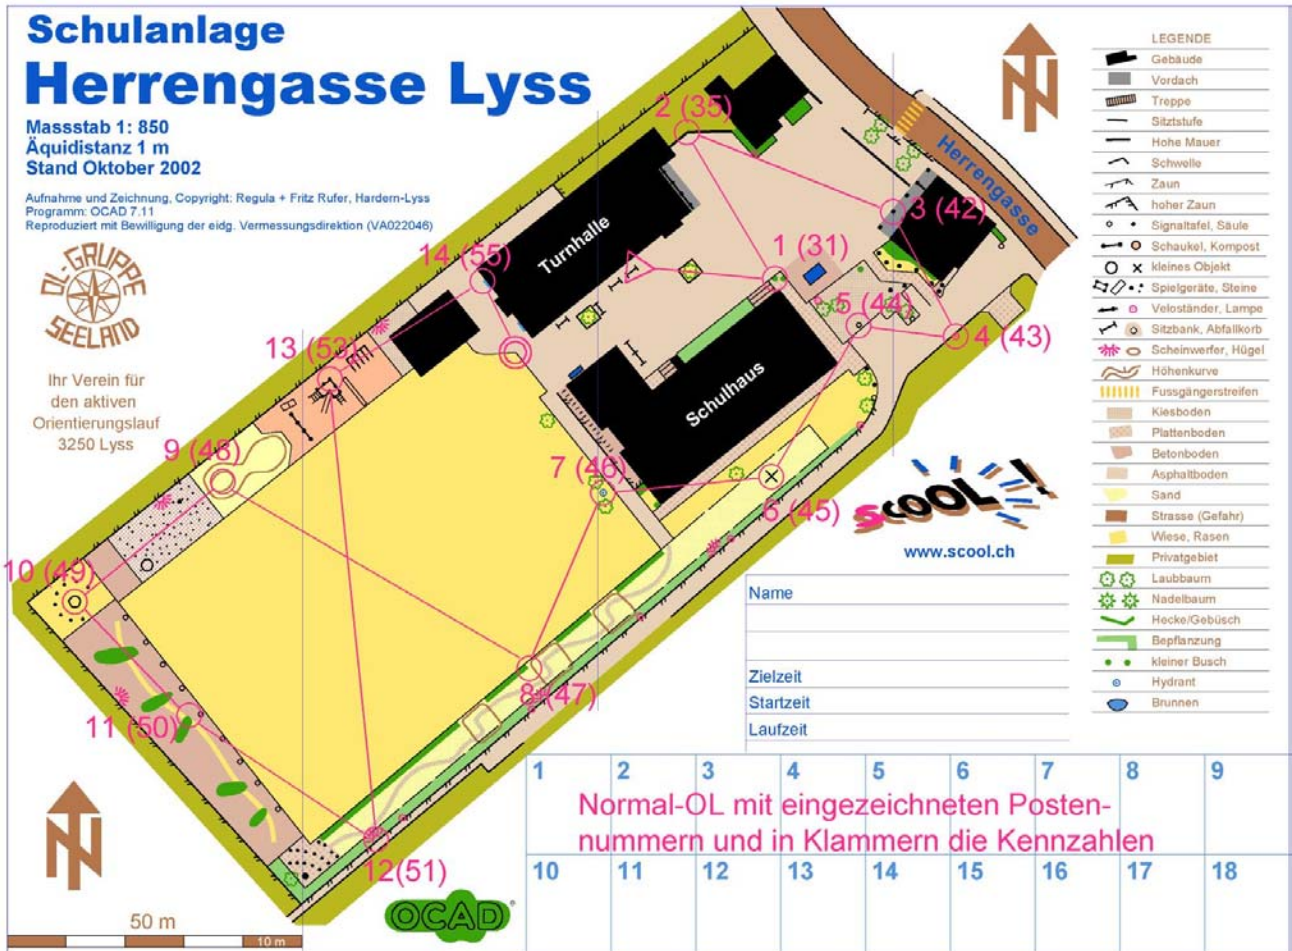 Schulanlage
Herrengasse Lyss
Massstab 1: 850
Äquidistanz 1 m
Stand Oktober 2002
Aufnahme und Zeichnung, Copyright: Regula + Fritz Rufer, Hardern-Lyss
Programm: OCAD 7.11
Reproduziert mit Bewilligung der eidg. Vermessungsdirektion (VA022046)
OL-GRUPPE
SEELAND
Ihr Verein für
den aktiven
Orientierungslauf
3250 Lyss
2 (35)
Herrengasse
3 (42)
Turnhalle
14 (55)
1 (31)
5 (44)
4 (43)
13 (53)
Schulhaus
9 (48)
7 (46)
6 (45)
10 (49)
8 (47)
11 (50)
12(51)
N
LEGENDE
Gebäude
Vordach
Treppe
Sitztstufe
Hohe Mauer
Schwelle
Zaun
hoher Zaun
Signaltafel, Säule
Schaukel, Kompost
kleines Objekt
Spielgeräte, Steine
Veloständer, Lampe
Sitzbank, Abfallkorb
Scheinwerfer, Hügel
Höhenkurve
Fussgängerstreifen
Kiesboden
Plattenboden
Betonboden
Asphaltboden
Sand
Strasse (Gefahr)
Wiese, Rasen
Privatgebiet
Laubbaum
Nadelbaum
Hecke/Gebüsch
Bepflanzung
kleiner Busch
Hydrant
Brunnen
sCOOL!
www.scool.ch
Name
Zielzeit
Startzeit
Laufzeit
1 2 3 4 5 6 7 8 9
Normal-OL mit eingezeichneten Posten-
nummern und in Klammern die Kennzahlen
10 11 12 13 14 15 16 17 18
N
50 m
10 m
OCAD®